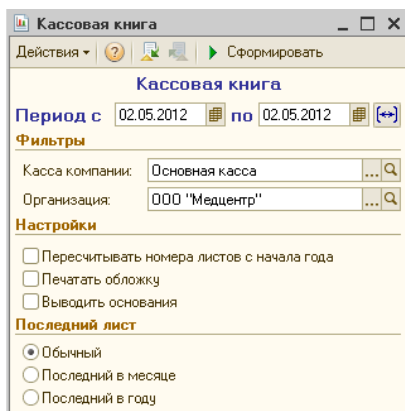 Кассовая книга
Действия Сформировать
Кассовая книга
Период с 02.05.2012 по 02.05.2012
Фильтры
Касса компании: Основная касса
Организация: ООО "Медцентр"
Настройки
Пересчитывать номера листов с начала года
Печатать обложку
Выводить основания
Последний лист
Обычный
Последний в месяце
Последний в году